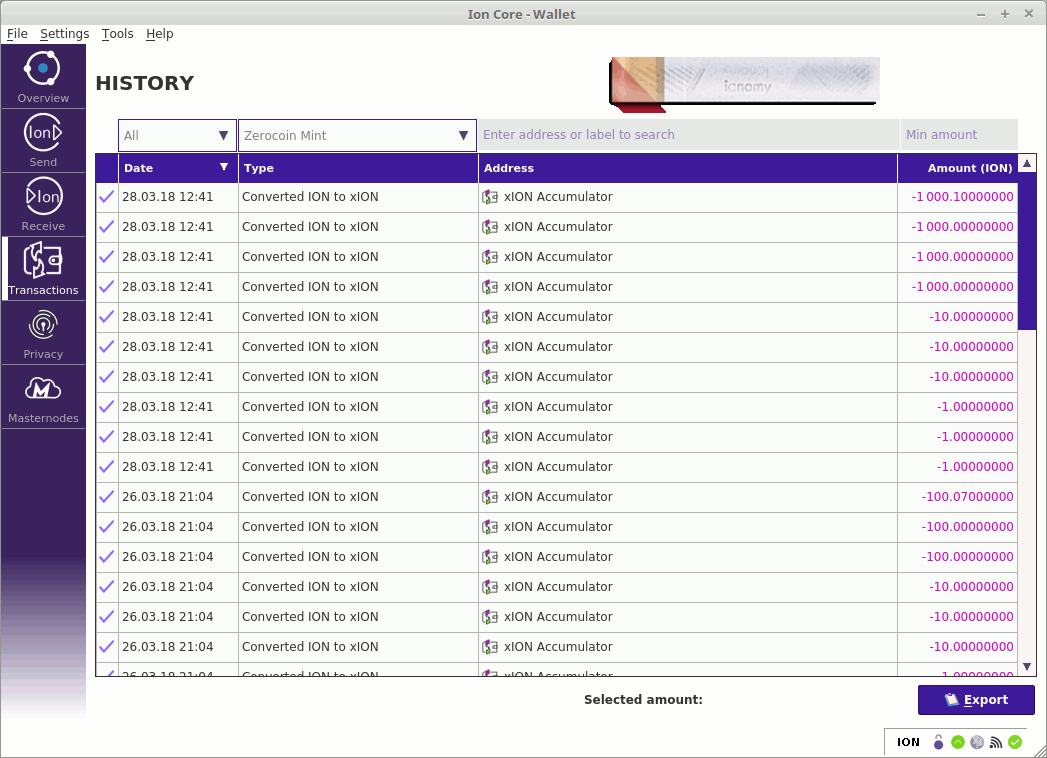 Ion Core - Wallet
File Settings Tools Help
Overview
Send
Receive
Transactions
Privacy
Masternodes
HISTORY
ionomy
All Zerocoin Mint Enter address or label to search Min amount
Date Type Address Amount (ION)
28.03.18 12:41 Converted ION to xION xION Accumulator -1 000.10000000
28.03.18 12:41 Converted ION to xION xION Accumulator -1 000.00000000
28.03.18 12:41 Converted ION to xION xION Accumulator -1 000.00000000
28.03.18 12:41 Converted ION to xION xION Accumulator -1 000.00000000
28.03.18 12:41 Converted ION to xION xION Accumulator -10.00000000
28.03.18 12:41 Converted ION to xION xION Accumulator -10.00000000
28.03.18 12:41 Converted ION to xION xION Accumulator -10.00000000
28.03.18 12:41 Converted ION to xION xION Accumulator -1.00000000
28.03.18 12:41 Converted ION to xION xION Accumulator -1.00000000
28.03.18 12:41 Converted ION to xION xION Accumulator -1.00000000
26.03.18 21:04 Converted ION to xION xION Accumulator -100.07000000
26.03.18 21:04 Converted ION to xION xION Accumulator -100.00000000
26.03.18 21:04 Converted ION to xION xION Accumulator -100.00000000
26.03.18 21:04 Converted ION to xION xION Accumulator -10.00000000
26.03.18 21:04 Converted ION to xION xION Accumulator -10.00000000
26.03.18 21:04 Converted ION to xION xION Accumulator -10.00000000
26.03.18 21:04 Converted ION to xION xION Accumulator -1.00000000
Selected amount: Export
ION